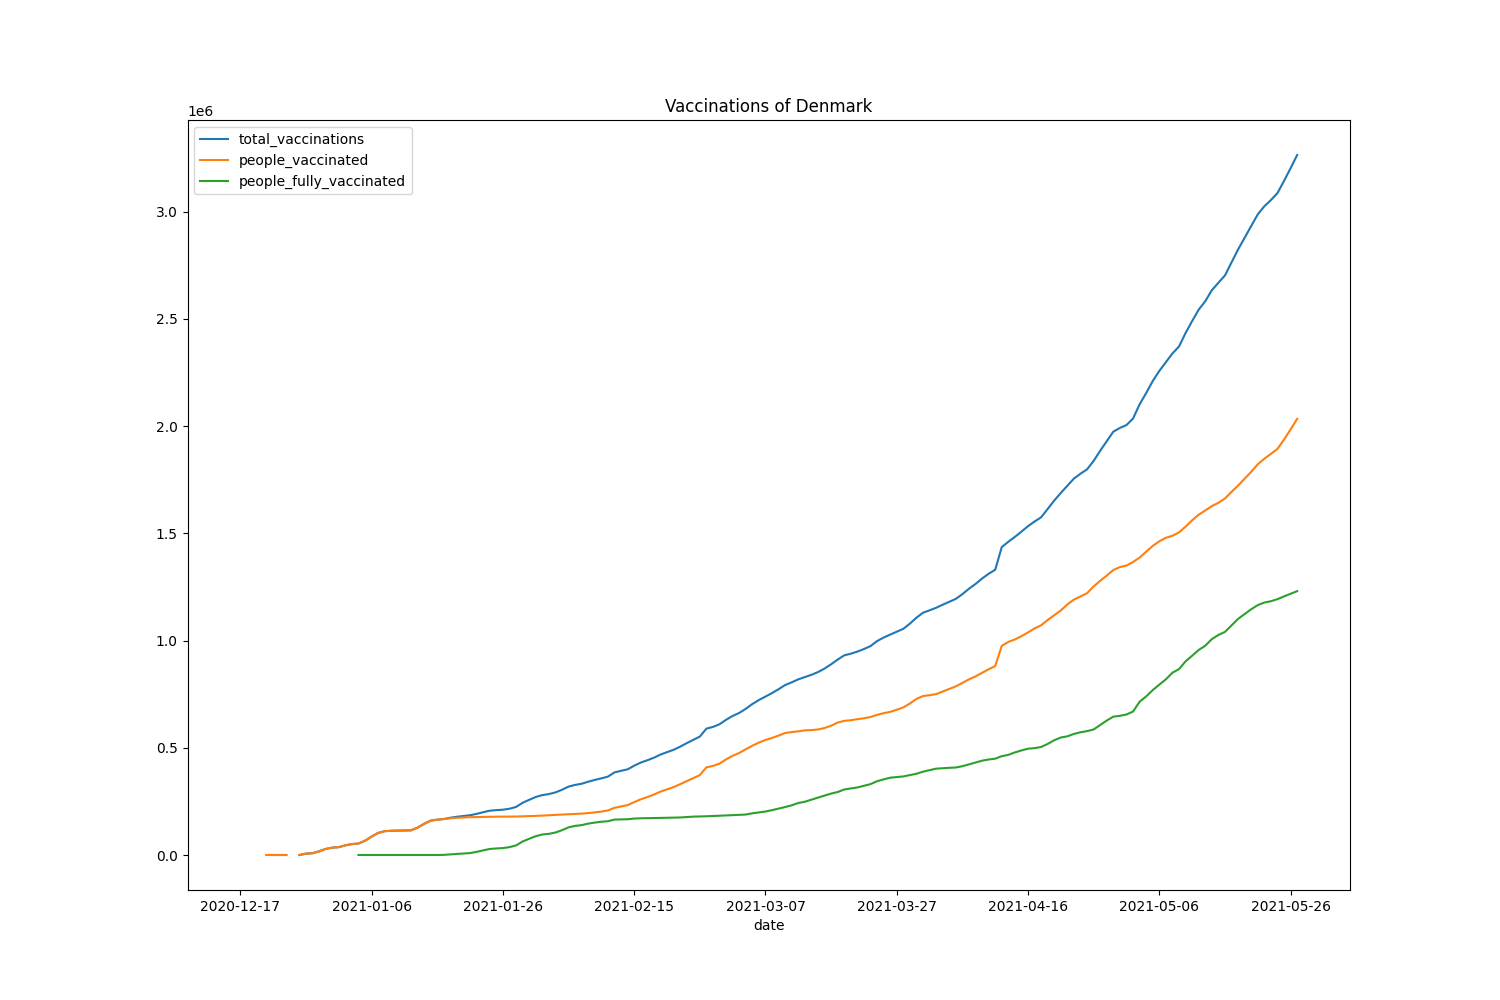 Vaccinations of Denmark
1e6
total_vaccinations
people_vaccinated
people_fully_vaccinated
3.0
2.5
2.0
1.5
1.0
0.5
0.0
2020-12-17 2021-01-06 2021-01-26 2021-02-15 2021-03-07 2021-03-27 2021-04-16 2021-05-06 2021-05-26
date